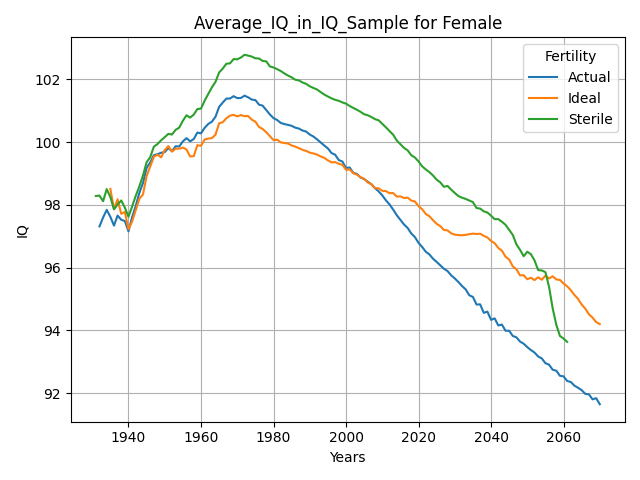 Average_IQ_in_IQ_Sample for Female
Fertility
Actual
Ideal
Sterile
IQ
102
100
98
96
94
92
1940 1960 1980 2000 2020 2040 2060
Years